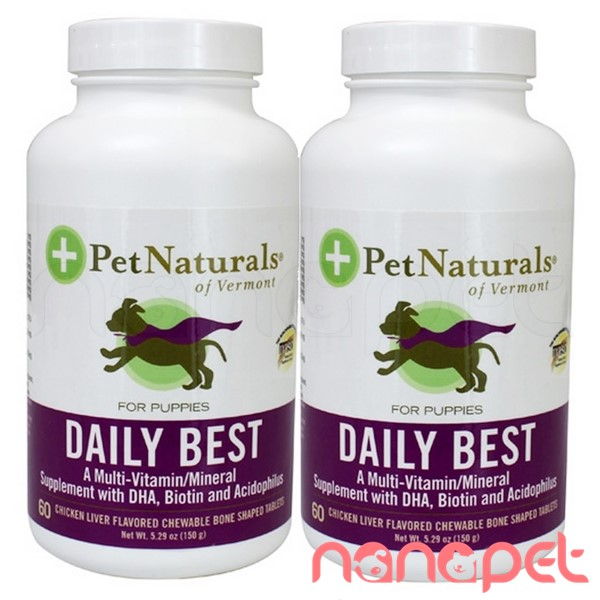 PetNaturals®
of Vermont
FOR PUPPIES
DAILY BEST
A Multi-Vitamin/Mineral
Supplement with DHA, Biotin and Acidophilus
60 CHICKEN LIVER FLAVORED CHEWABLE BONE SHAPED TABLETS
Net Wt. 5.29 oz (150 g)
PetNaturals®
of Vermont
FOR PUPPIES
DAILY BEST
A Multi-Vitamin/Mineral
Supplement with DHA, Biotin and Acidophilus
60 CHICKEN LIVER FLAVORED CHEWABLE BONE SHAPED TABLETS
Net Wt. 5.29 oz (150 g)
nanapet